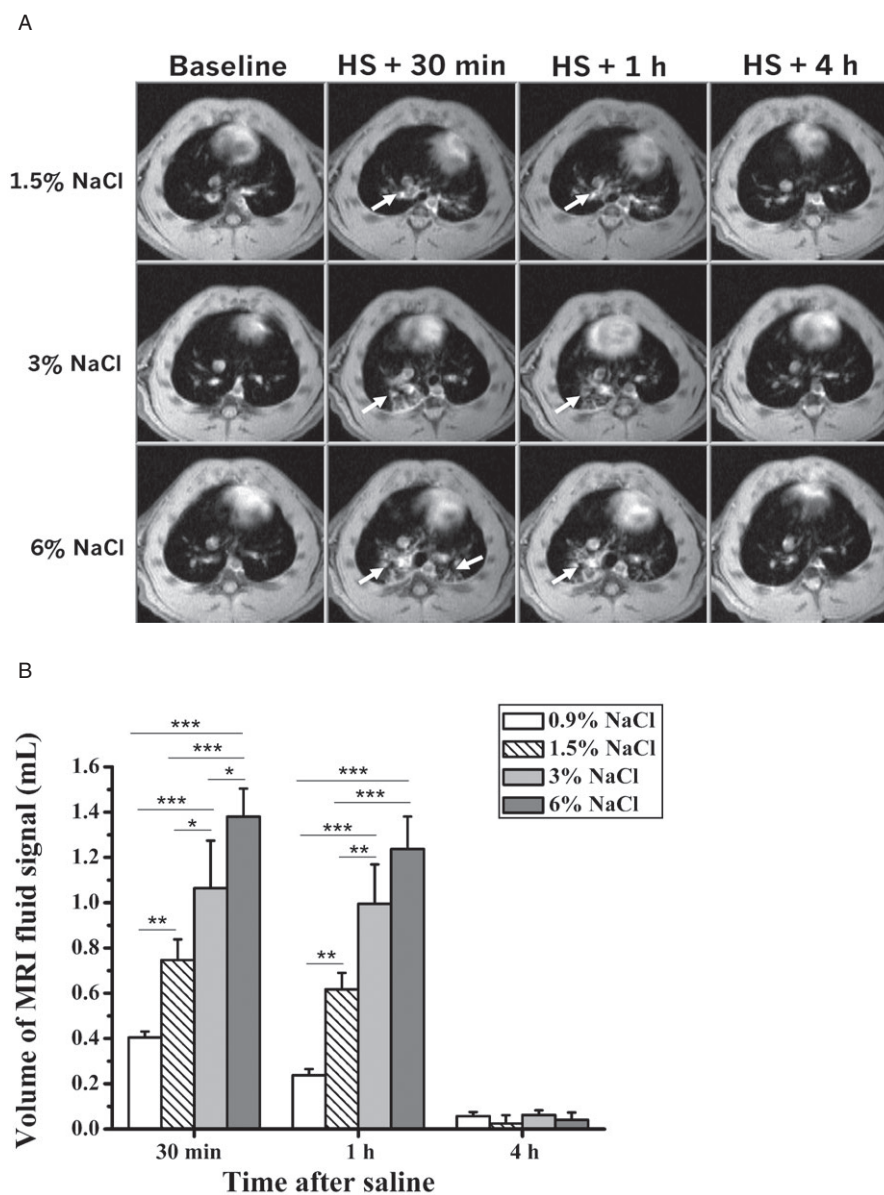 A
Baseline HS + 30 min HS + 1 h HS + 4 h
1.5% NaCl
3% NaCl
6% NaCl
B
0.9% NaCl
1.5% NaCl
3% NaCl
6% NaCl
Volume of MRI fluid signal (mL)
1.6
1.4
1.2
1.0
0.8
0.6
0.4
0.2
0.0
***
***
*
***
*
**
***
***
***
**
**
30 min 1 h 4 h
Time after saline